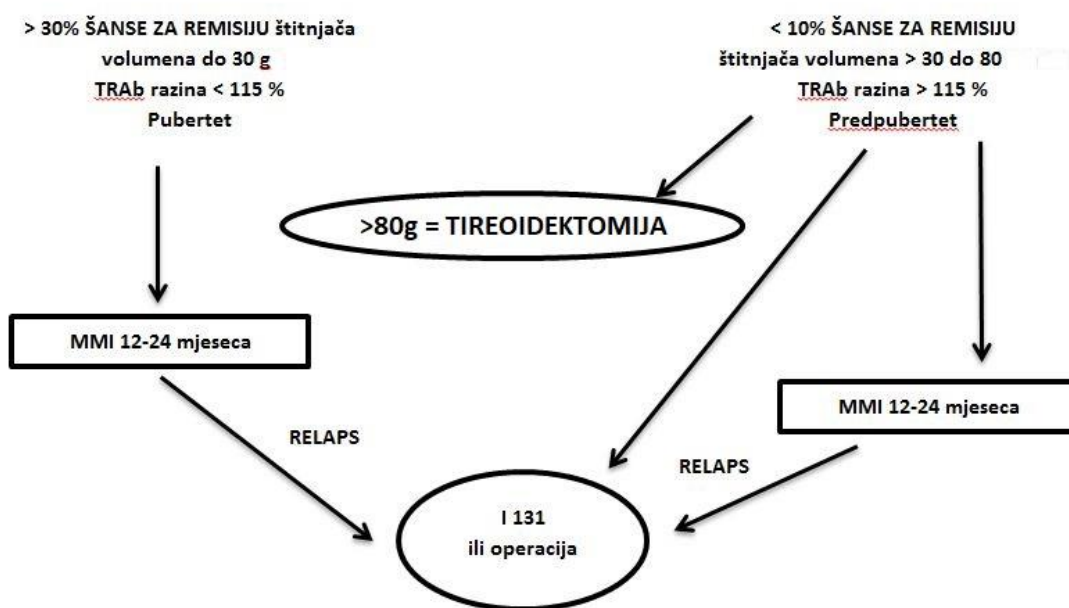 > 30% ŠANSE ZA REMISIJU štitnjača
volumena do 30 g
TRAb razina < 115 %
Pubertet
< 10% ŠANSE ZA REMISIJU
štitnjača volumena > 30 do 80
TRAb razina > 115 %
Predpubertet
>80g = TIREOIDEKTOMIJA
MMI 12-24 mjeseca
MMI 12-24 mjeseca
RELAPS
RELAPS
I 131
ili operacija